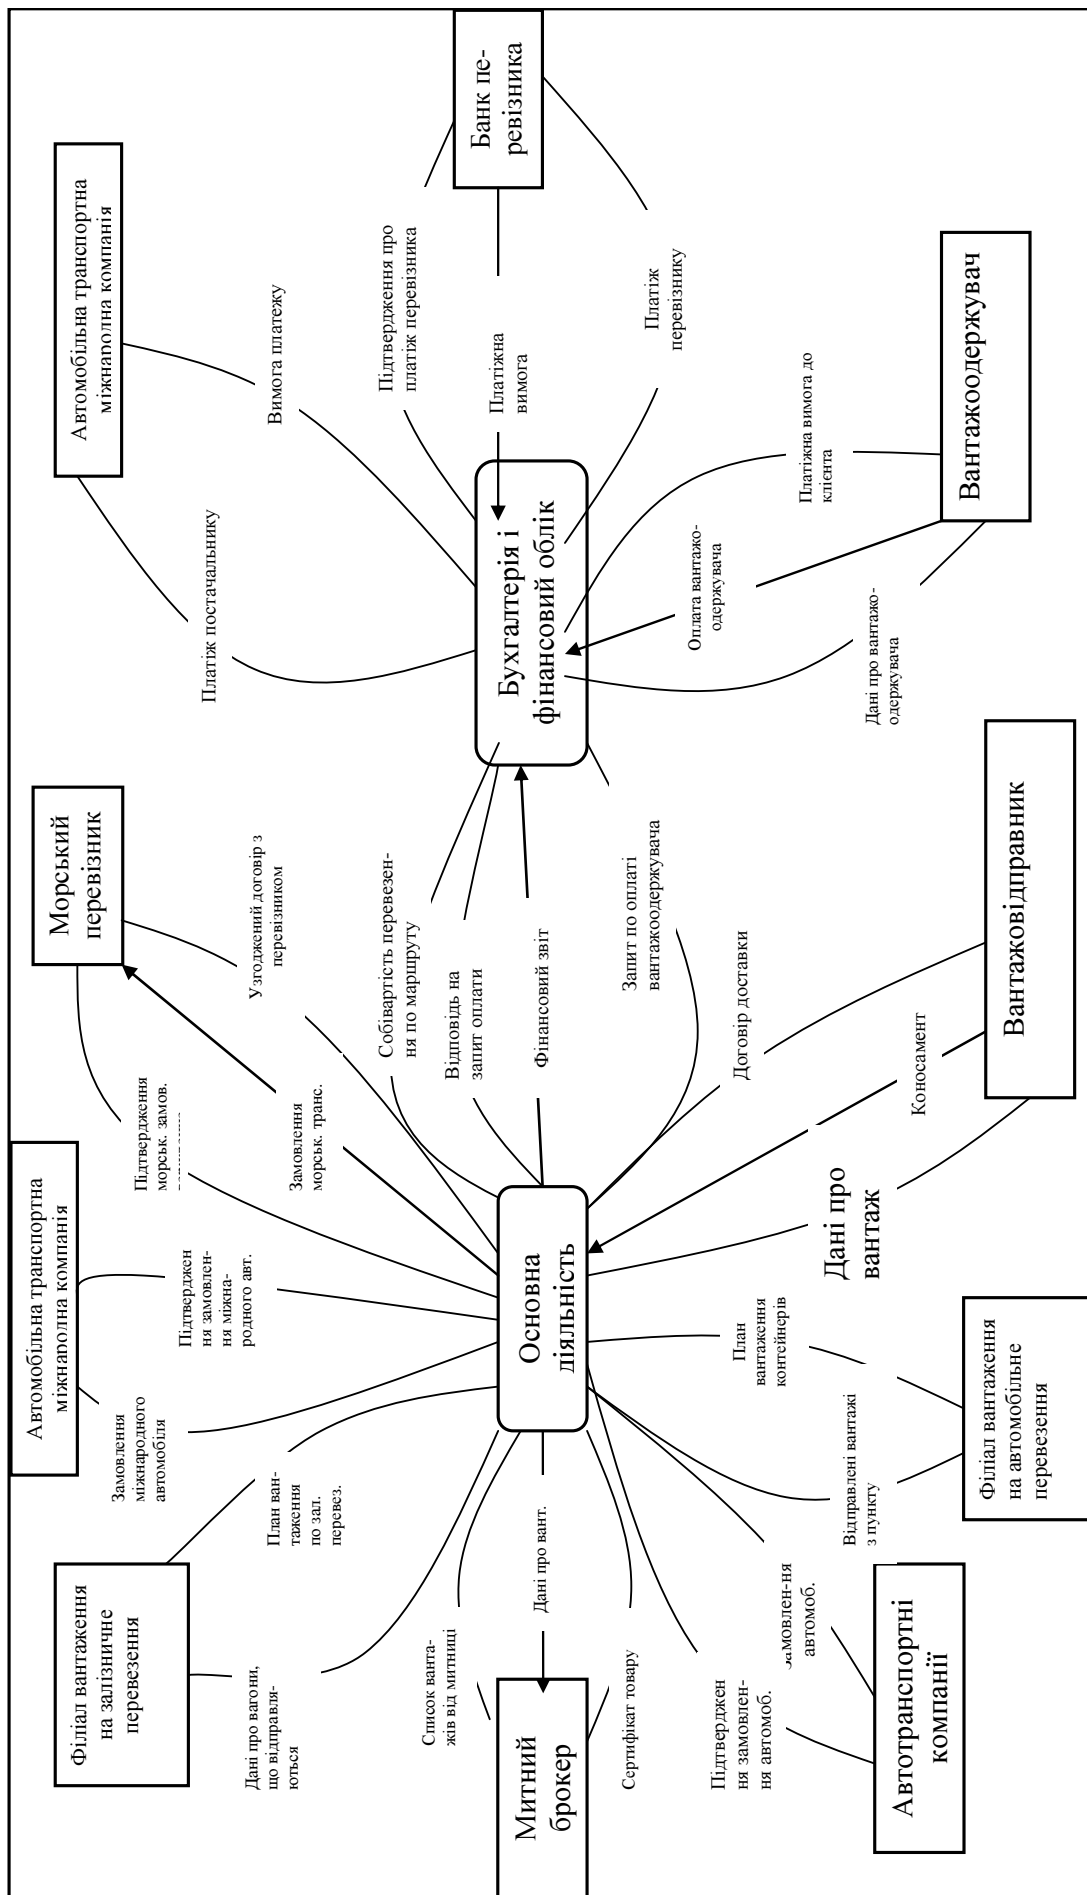 Філіал вантаження
на залізничне
перевезення
Автомобільна транспортна
міжнародна компанія
Морський
перевізник
Автомобільна транспортна
міжнародна компанія
Замовлення
міжнародного
автомобіля
Підтверджен
ня замовлен-
ня міжна-
родного авт.
Підтвердження
морськ. замов.
Узгоджений договір з
перевізником
Платіж постачальнику
Вимога платежу
Дані про вагони,
що відправля-
ються
План ван-
таження
по зал.
перевез.
Замовлення
морськ. транс.
Собівартість перевезен-
ня по маршруту
Підтвердження про
платіж перевізника
Список ванта-
жів від митниці
Відповідь на
запит оплати
Платіжна
вимога
Банк пе-
ревізника
Митний
брокер
Дані про вант.
Основна
діяльність
Фінансовий звіт
Бухгалтерія і
фінансовий облік
Сертифікат товару
Запит по оплаті
вантажоодержувача
Платіж
перевізнику
Підтверджен
ня замовлен-
ня автомоб.
Замовлен-ня
автомоб.
План
вантаження
контейнерів
Договір доставки
Оплата вантажо-
одержувача
Платіжна вимога до
клієнта
Відправлені вантажі
з пункту
Дані про
вантаж
Коносамент
Дані про вантажо-
одержувача
Автотранспортні
компанії
Філіал вантаження
на автомобільне
перевезення
Вантажовідправник
Вантажоодержувач